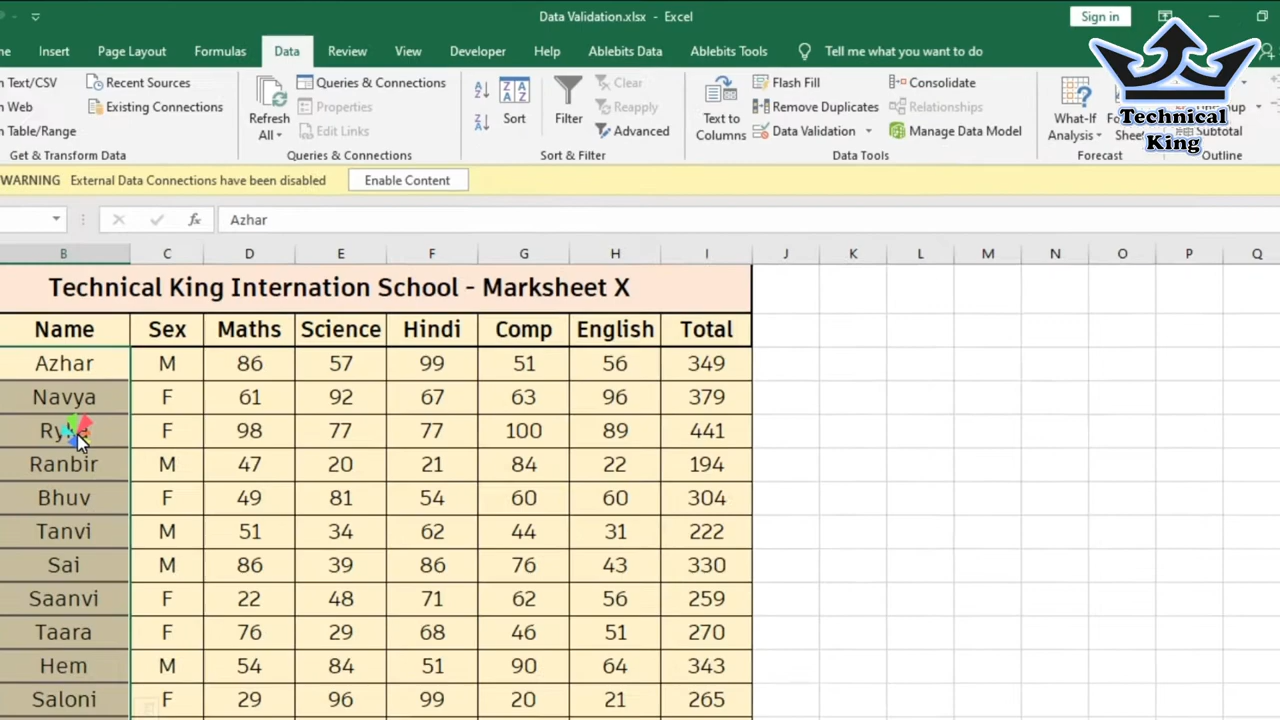 Data Validation.xlsx - Excel
Sign in
Insert Page Layout Formulas Data Review View Developer Help Ablebits Data Ablebits Tools Tell me what you want to do
Text/CSV
Web
Table/Range
Recent Sources
Existing Connections
Get & Transform Data
Refresh
All
Queries & Connections
Properties
Edit Links
Queries & Connections
Sort
Filter
Clear
Reapply
Advanced
Sort & Filter
Text to
Columns
Flash Fill
Remove Duplicates
Data Validation
Consolidate
Relationships
Manage Data Model
Data Tools
What-If
Analysis
Forecast
Subtotal
Outline
Technical
King
WARNING External Data Connections have been disabled Enable Content
fx Azhar
B C D E F G H I J K L M N O P Q
Technical King Internation School - Marksheet X
Name Sex Maths Science Hindi Comp English Total
Azhar M 86 57 99 51 56 349
Navya F 61 92 67 63 96 379
F 98 77 77 100 89 441
Ranbir M 47 20 21 84 22 194
Bhuv F 49 81 54 60 60 304
Tanvi M 51 34 62 44 31 222
Sai M 86 39 86 76 43 330
Saanvi F 22 48 71 62 56 259
Taara F 76 29 68 46 51 270
Hem M 54 84 51 90 64 343
Saloni F 29 96 99 20 21 265